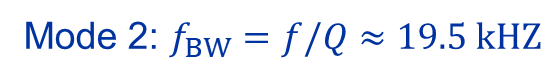 Mode 2: f_BW = f/Q ≈ 19.5 kHZ